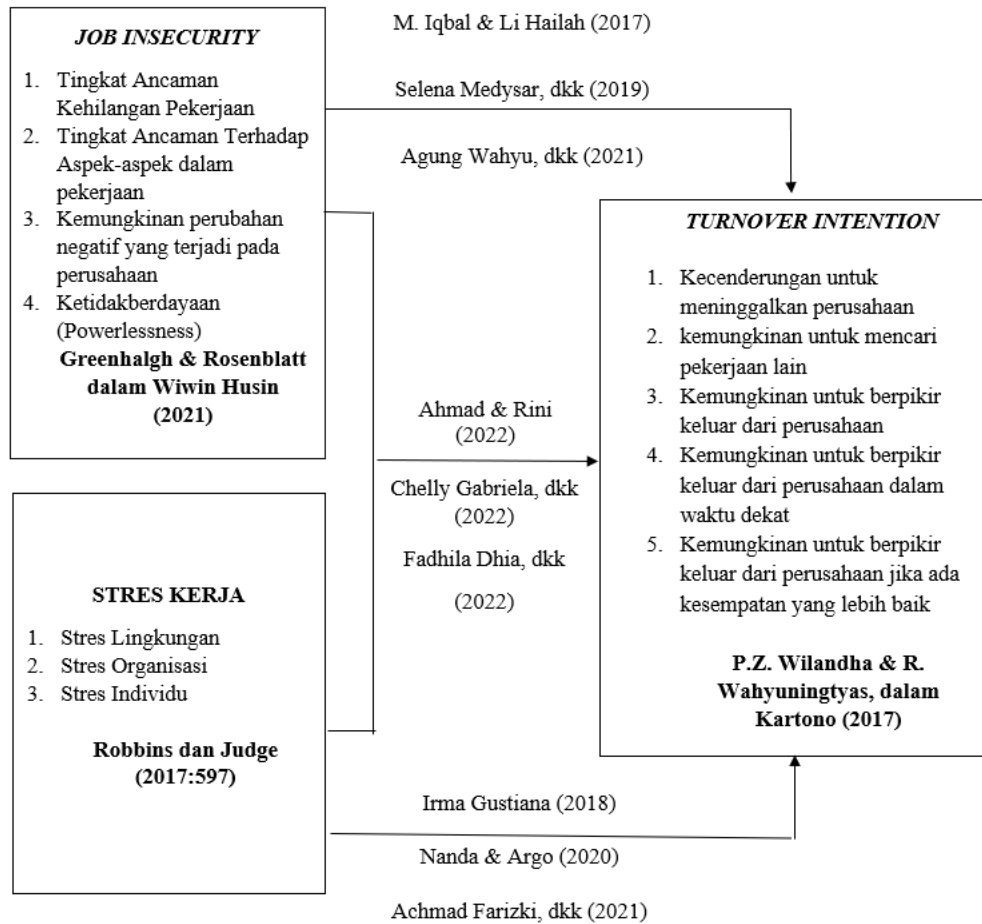 JOB INSECURITY
1. Tingkat Ancaman
Kehilangan Pekerjaan
2. Tingkat Ancaman Terhadap
Aspek-aspek dalam
pekerjaan
3. Kemungkinan perubahan
negatif yang terjadi pada
perusahaan
4. Ketidakberdayaan
(Powerlessness)
Greenhalgh & Rosenblatt
dalam Wiwin Husin
(2021)
M. Iqbal & Li Hailah (2017)
Selena Medysar, dkk (2019)
Agung Wahyu, dkk (2021)
STRES KERJA
1. Stres Lingkungan
2. Stres Organisasi
3. Stres Individu
Robbins dan Judge
(2017:597)
Ahmad & Rini
(2022)
Chelly Gabriela, dkk
(2022)
Fadhila Dhia, dkk
(2022)
TURNOVER INTENTION
1. Kecenderungan untuk
meninggalkan perusahaan
2. kemungkinan untuk mencari
pekerjaan lain
3. Kemungkinan untuk berpikir
keluar dari perusahaan
4. Kemungkinan untuk berpikir
keluar dari perusahaan dalam
waktu dekat
5. Kemungkinan untuk berpikir
keluar dari perusahaan jika ada
kesempatan yang lebih baik
P.Z. Wilandha & R.
Wahyuningtyas, dalam
Kartono (2017)
Irma Gustiana (2018)
Nanda & Argo (2020)
Achmad Farizki, dkk (2021)